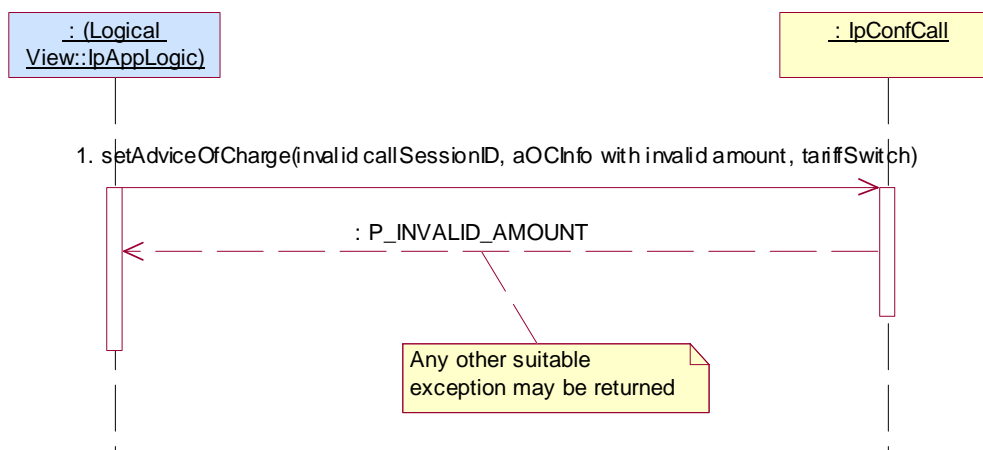 : (Logical
View::IpAppLogic)
: IpConfCall
1. setAdviceOfCharge(invalid callSessionID, aOCInfo with invalid amount, tariffSwitch)
: P_INVALID_AMOUNT
Any other suitable
exception may be returned